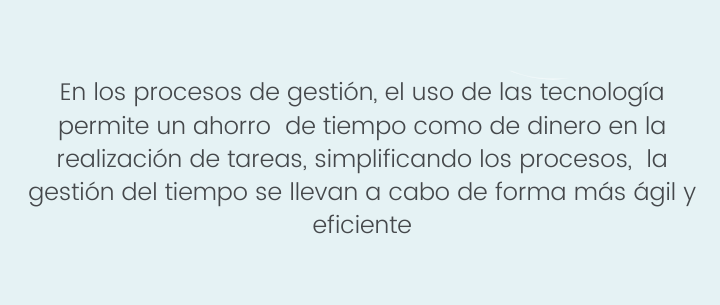 En los procesos de gestión, el uso de las tecnología
permite un ahorro  de tiempo como de dinero en la
realización de tareas, simplificando los procesos,  la
gestión del tiempo se llevan a cabo de forma más ágil y
eficiente